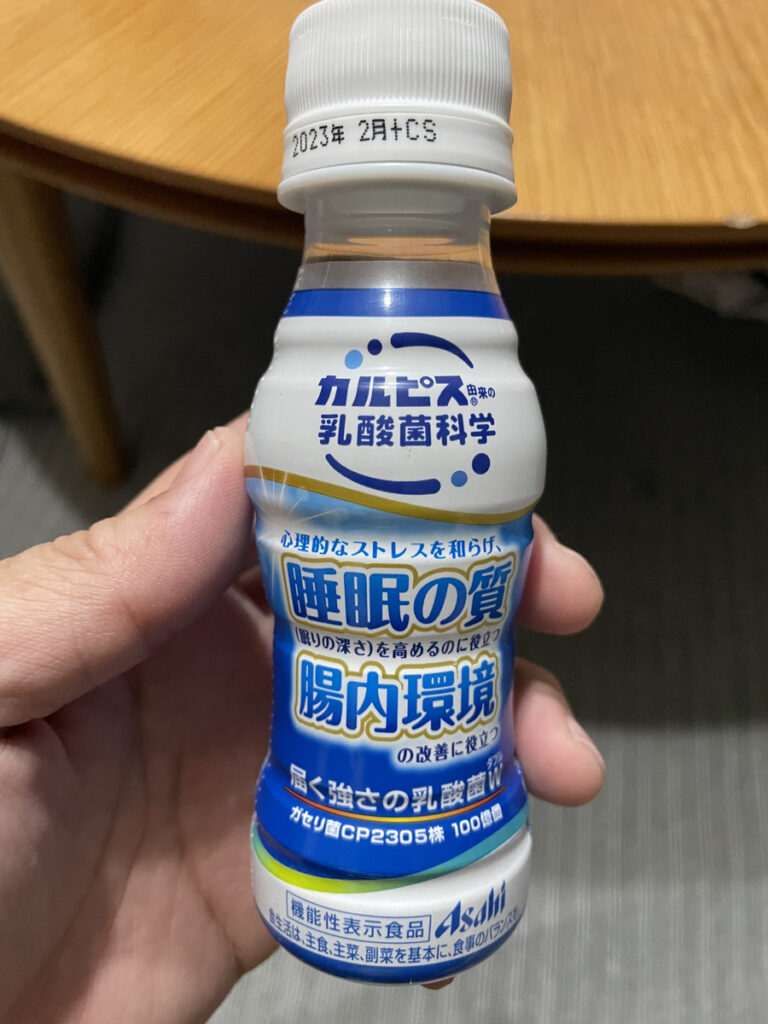 2023年 2月+CS
カルピス®由来の
乳酸菌科学
心理的なストレスを和らげ、
睡眠の質
(眠りの深さ)を高めるのに役立つ
腸内環境
の改善に役立つ
ダブル
届く強さの乳酸菌W
ガセリ菌CP2305株 100億個
機能性表示食品 Asahi
食生活は、主食、主菜、副菜を基本に、食事のバランスを